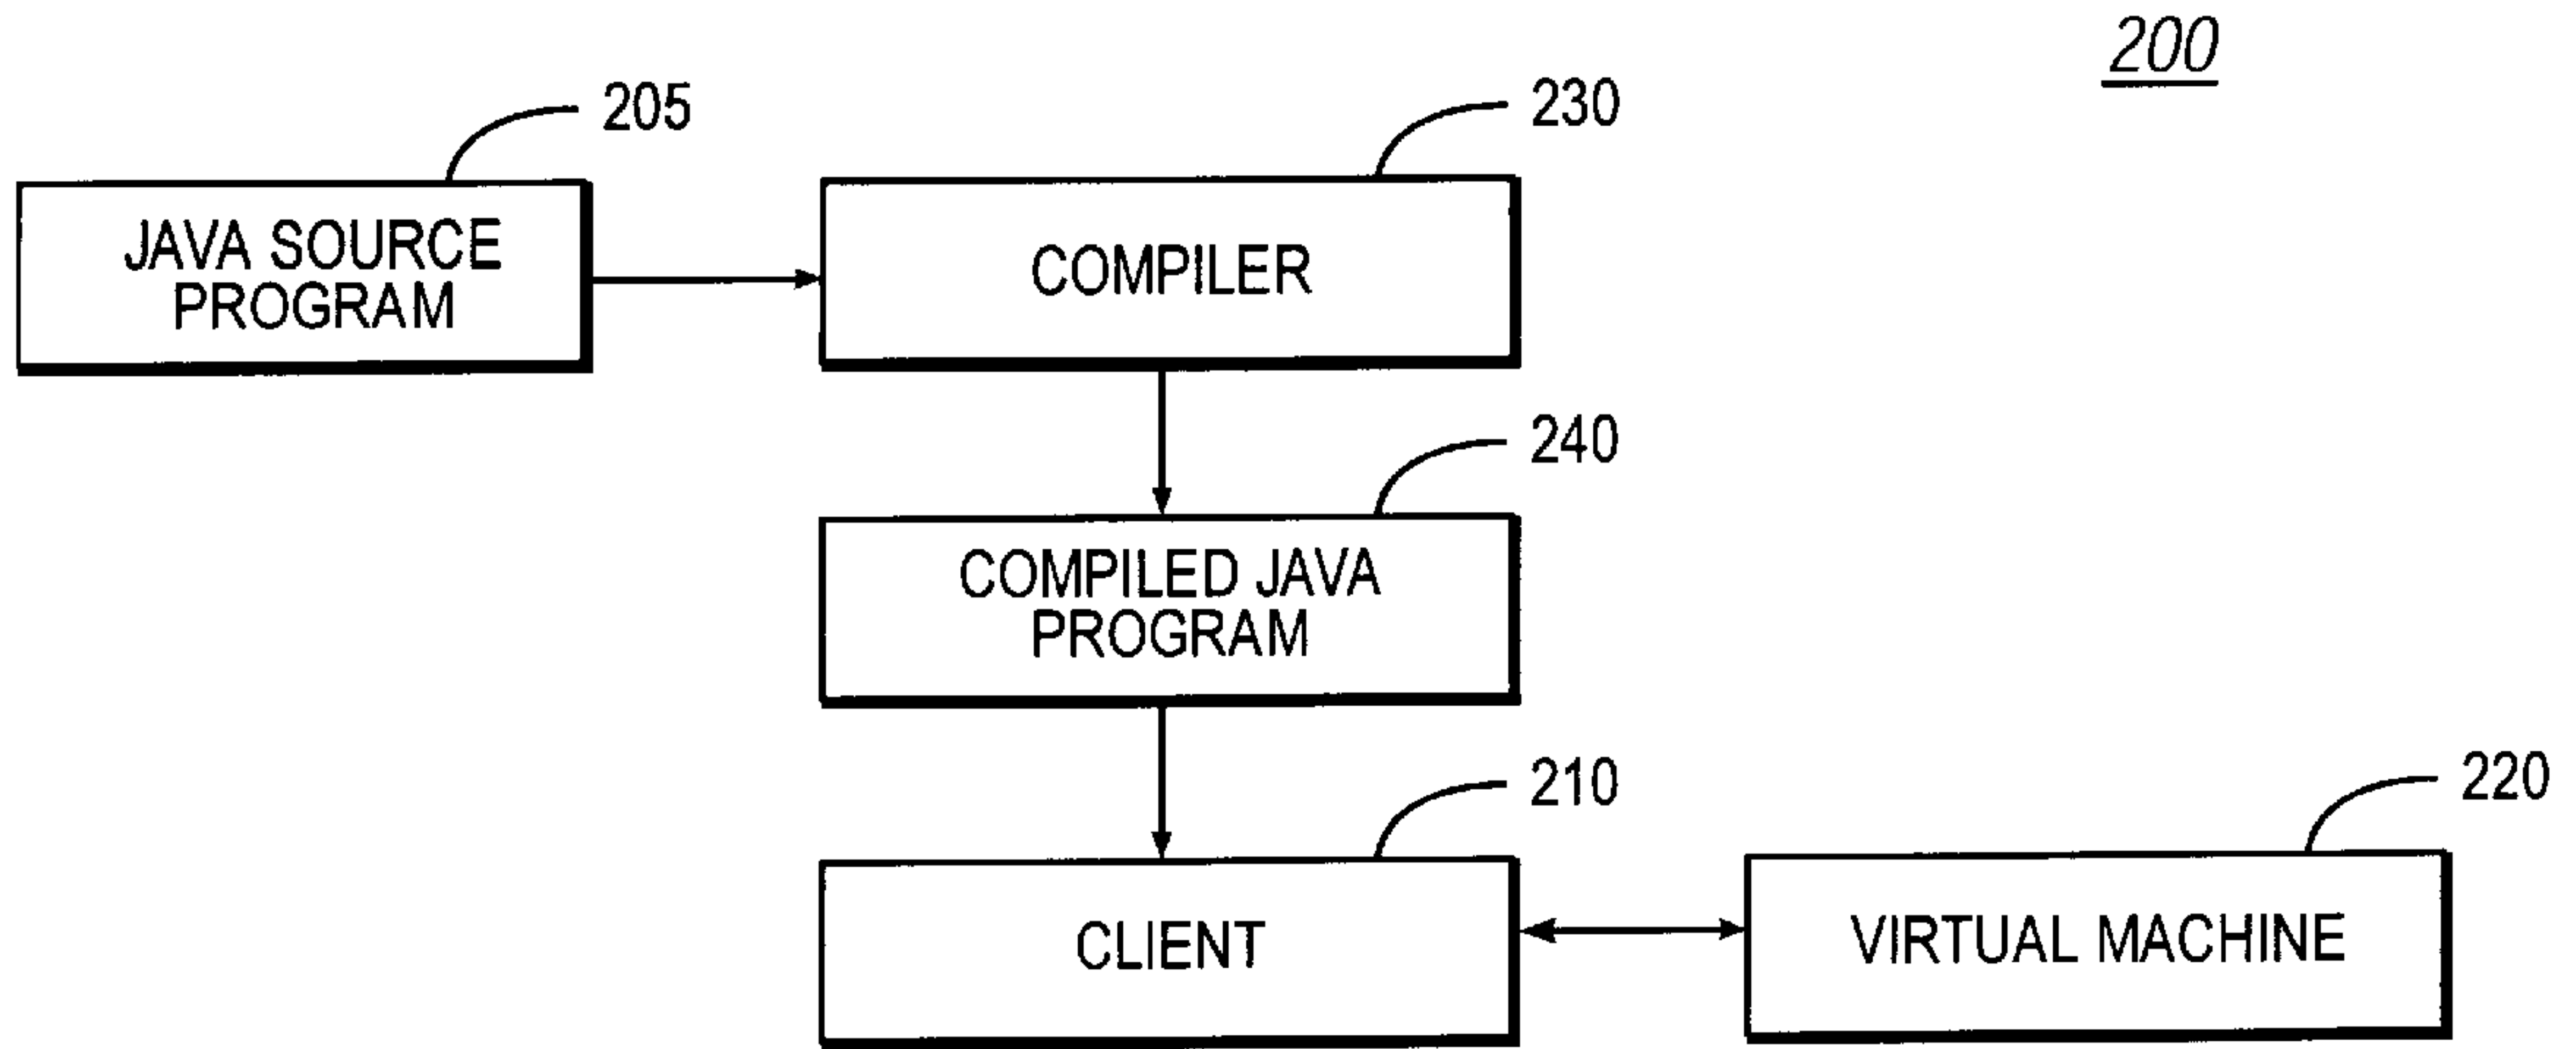 200
205
230
JAVA SOURCE
PROGRAM
COMPILER
240
COMPILED JAVA
PROGRAM
210
220
CLIENT
VIRTUAL MACHINE